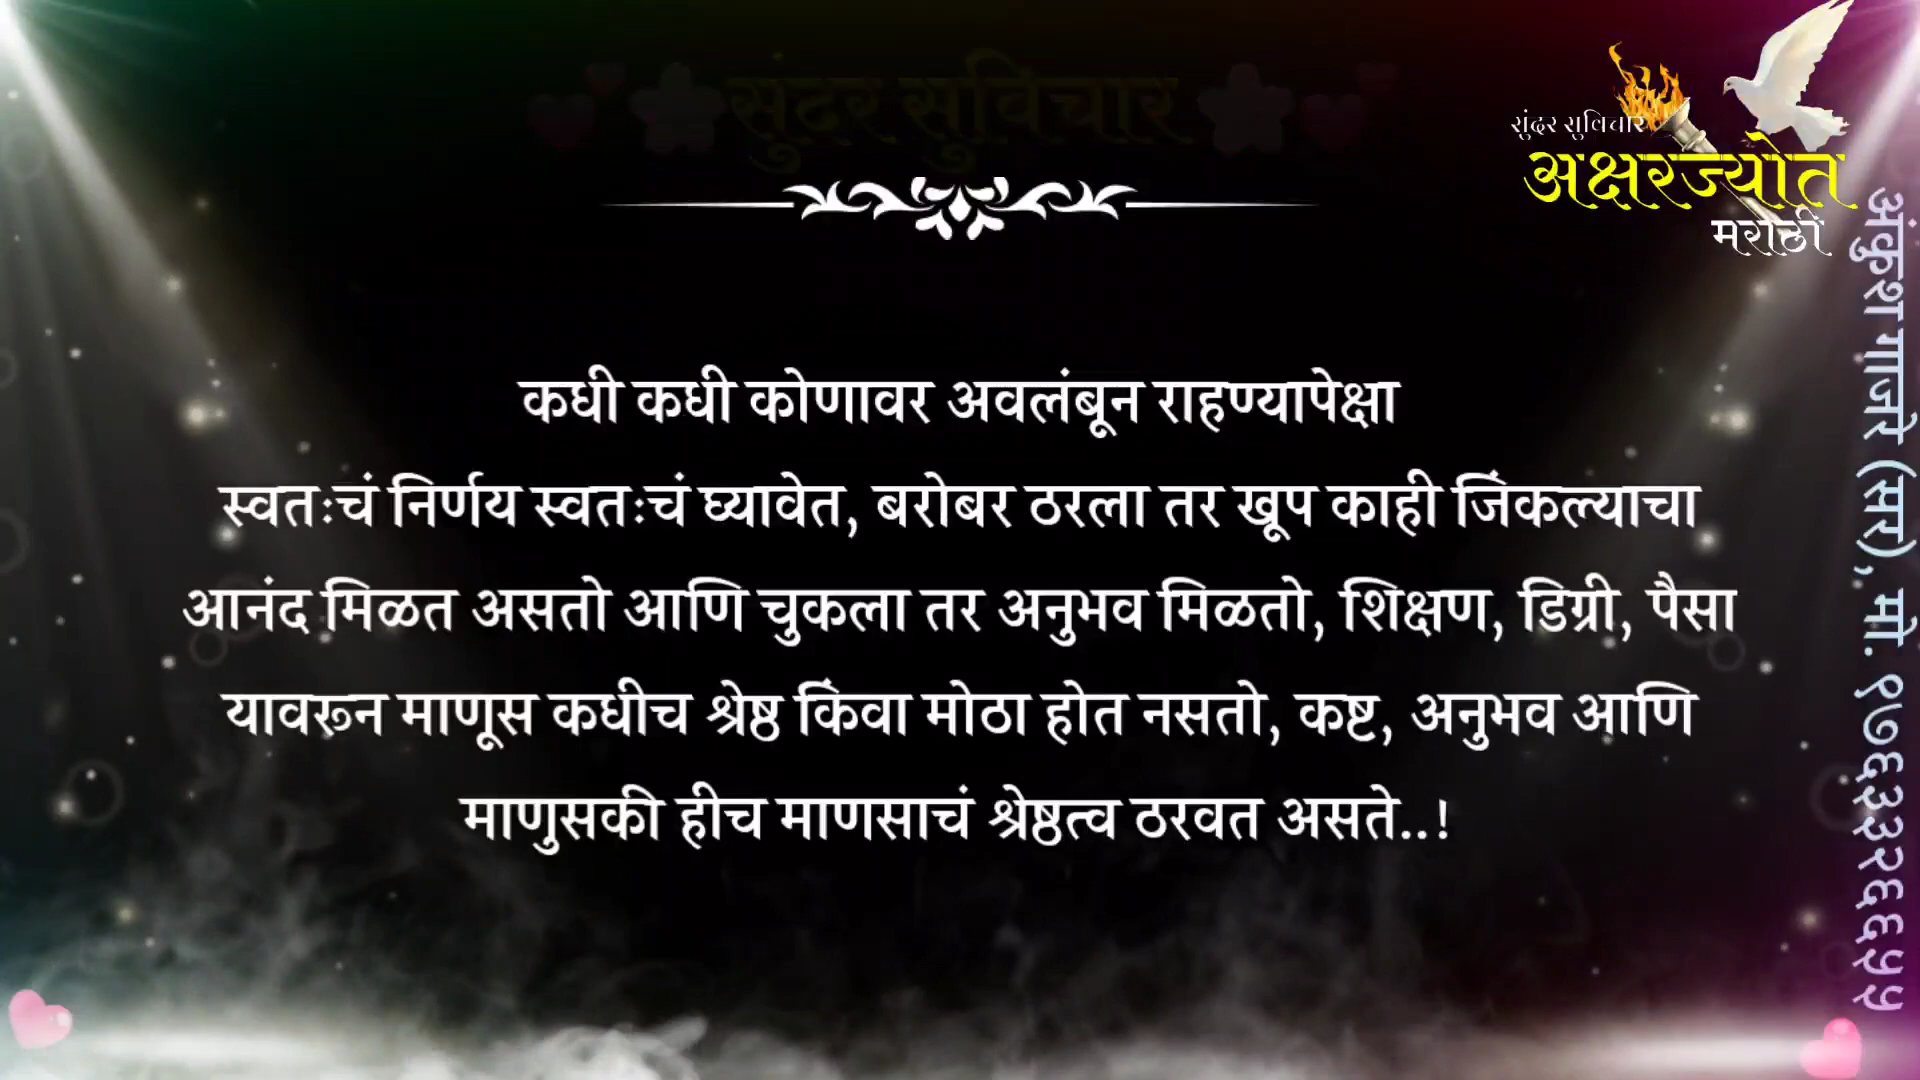 सुंदर सुविचार
सुंदर सुविचार
अक्षरज्योत
मराठी
कधी कधी कोणावर अवलंबून राहण्यापेक्षा
स्वतःचं निर्णय स्वतःचं घ्यावेत, बरोबर ठरला तर खूप काही जिंकल्याचा
आनंद मिळत असतो आणि चुकला तर अनुभव मिळतो, शिक्षण, डिग्री, पैसा
यावरून माणूस कधीच श्रेष्ठ किंवा मोठा होत नसतो, कष्ट, अनुभव आणि
माणुसकी हीच माणसाचं श्रेष्ठत्व ठरवत असते..!
अंकुश गाजरे (सर), मो. ९७६३३२६६५५